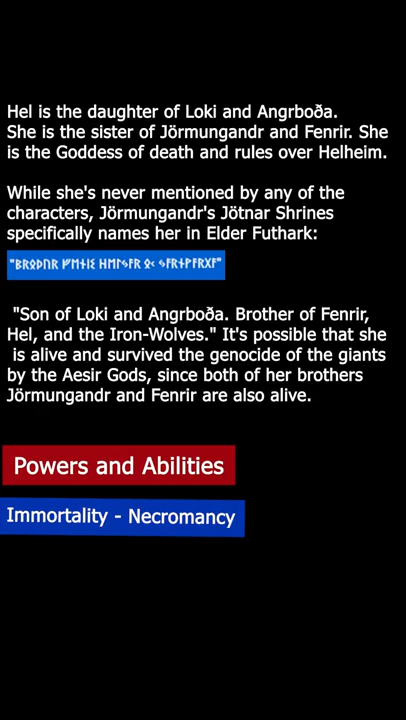 Hel is the daughter of Loki and Angrboða.
She is the sister of Jörmungandr and Fenrir. She
is the Goddess of death and rules over Helheim.
While she's never mentioned by any of the
characters, Jörmungandr's Jötnar Shrines
specifically names her in Elder Futhark:
"Son of Loki and Angrboða. Brother of Fenrir,
Hel, and the Iron-Wolves." It's possible that she
is alive and survived the genocide of the giants
by the Aesir Gods, since both of her brothers
Jörmungandr and Fenrir are also alive.
Powers and Abilities
Immortality - Necromancy